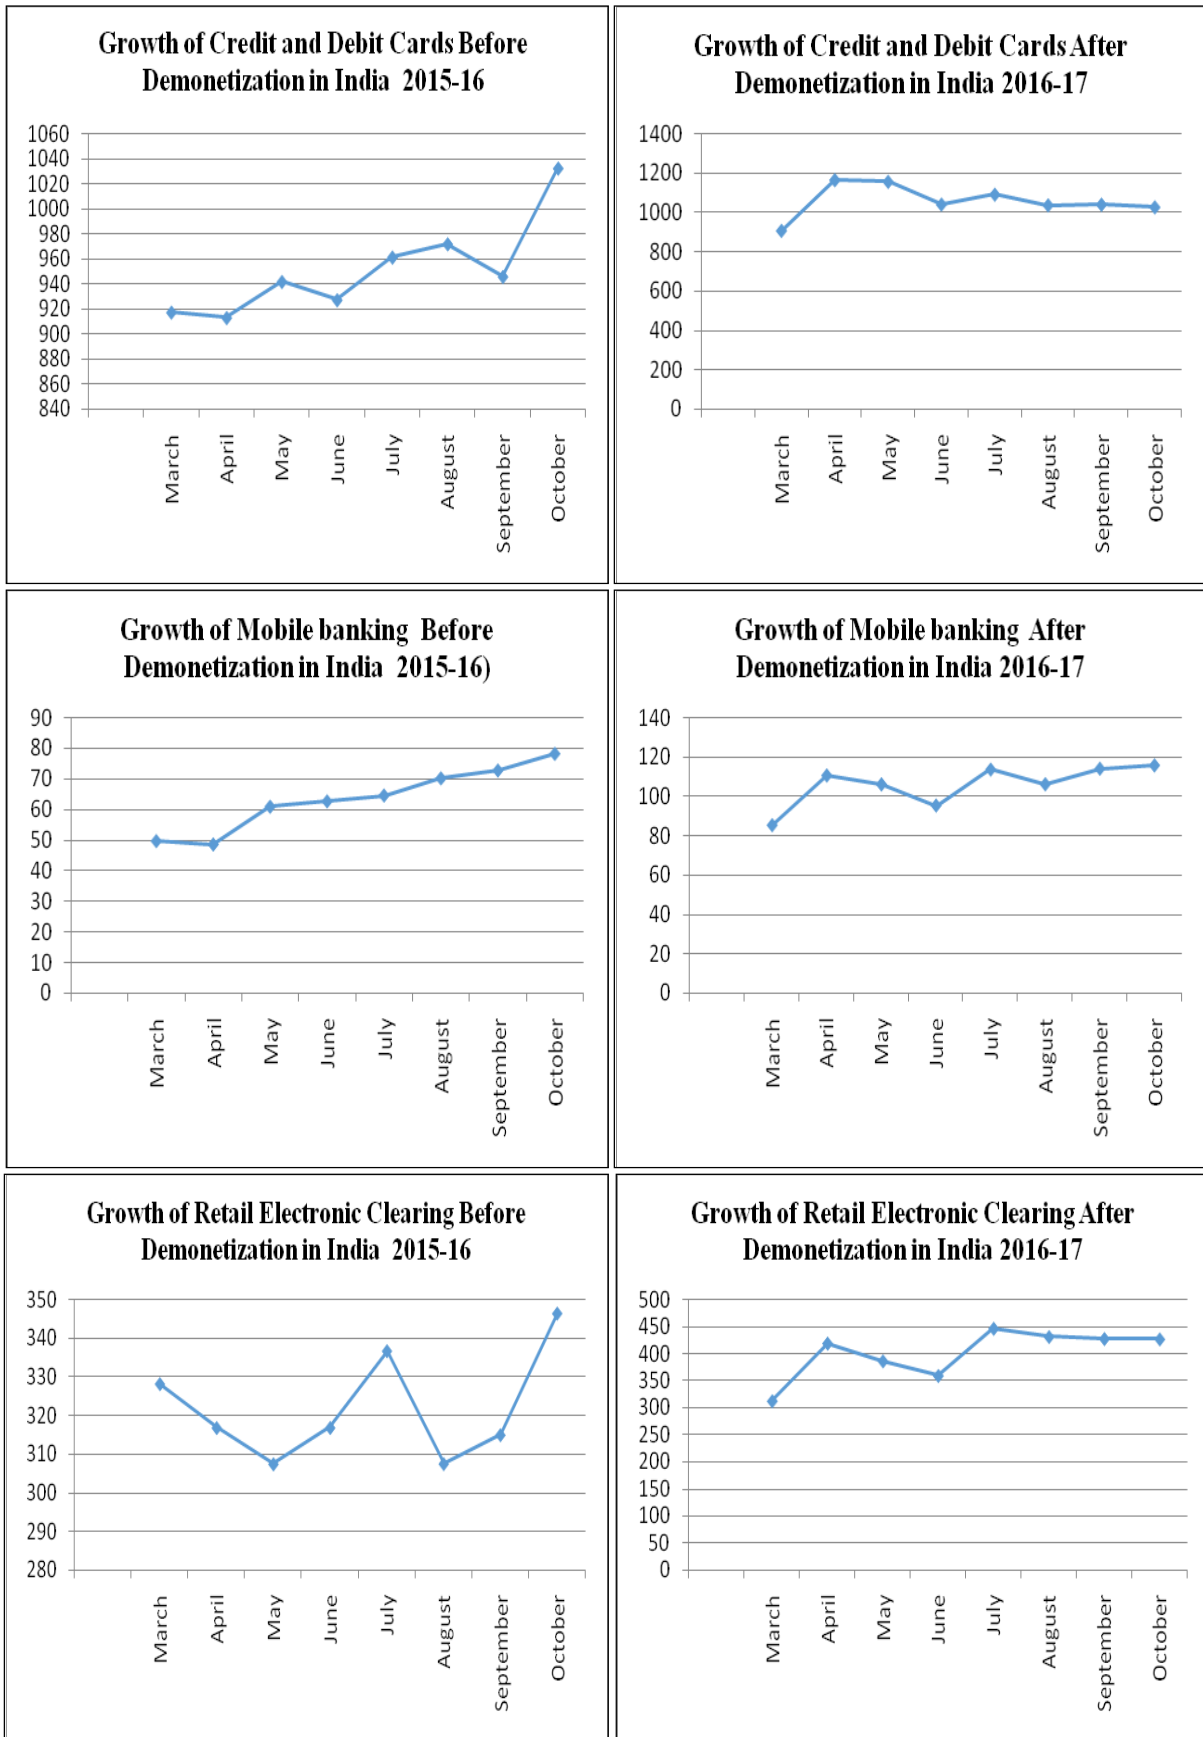 Growth of Credit and Debit Cards Before
Demonetization in India 2015-16
1060
1040
1020
1000
980
960
940
920
900
880
860
840
March
April
May
June
July
August
September
October
Growth of Credit and Debit Cards After
Demonetization in India 2016-17
1400
1200
1000
800
600
400
200
0
March
April
May
June
July
August
September
October
Growth of Mobile banking Before
Demonetization in India 2015-16)
90
80
70
60
50
40
30
20
10
0
March
April
May
June
July
August
September
October
Growth of Mobile banking After
Demonetization in India 2016-17
140
120
100
80
60
40
20
0
March
April
May
June
July
August
September
October
Growth of Retail Electronic Clearing Before
Demonetization in India 2015-16
350
340
330
320
310
300
290
280
March
April
May
June
July
August
September
October
Growth of Retail Electronic Clearing After
Demonetization in India 2016-17
500
450
400
350
300
250
200
150
100
50
0
March
April
May
June
July
August
September
October